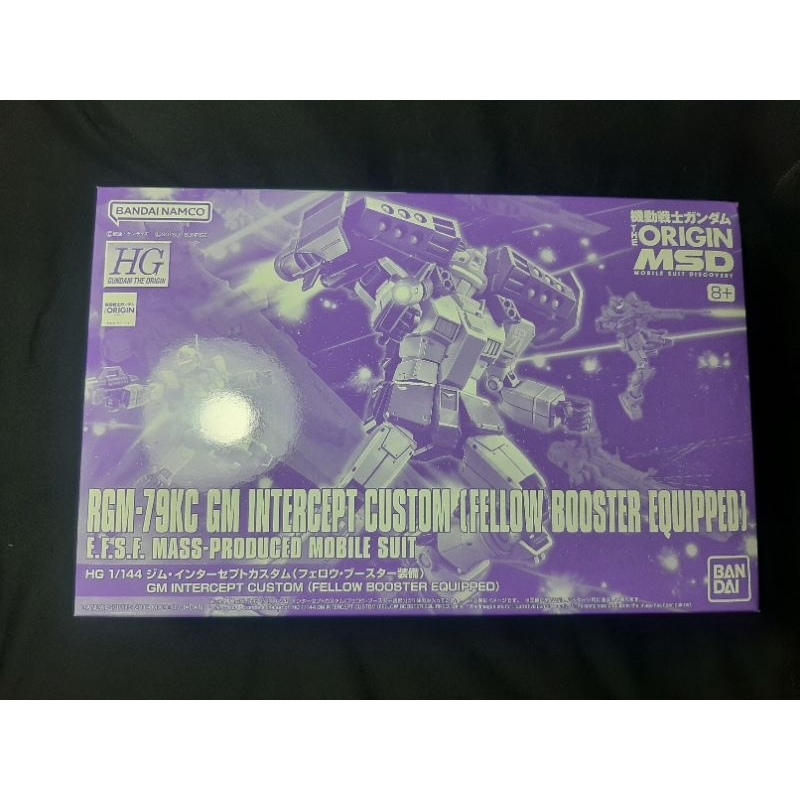 BANDAI NAMCO
HG
GUNDAM THE ORIGIN
ORIGIN
機動戦士ガンダム
THE ORIGIN
MSD
MOBILE SUIT DISCOVERY
8+
RGM-79KC GM INTERCEPT CUSTOM (FELLOW BOOSTER EQUIPPED)
E.F.S.F. MASS-PRODUCED MOBILE SUIT
HG 1/144 ジム・インターセプトカスタム(フェロウ・ブースター装備)
GM INTERCEPT CUSTOM (FELLOW BOOSTER EQUIPPED)
BAN
DAI